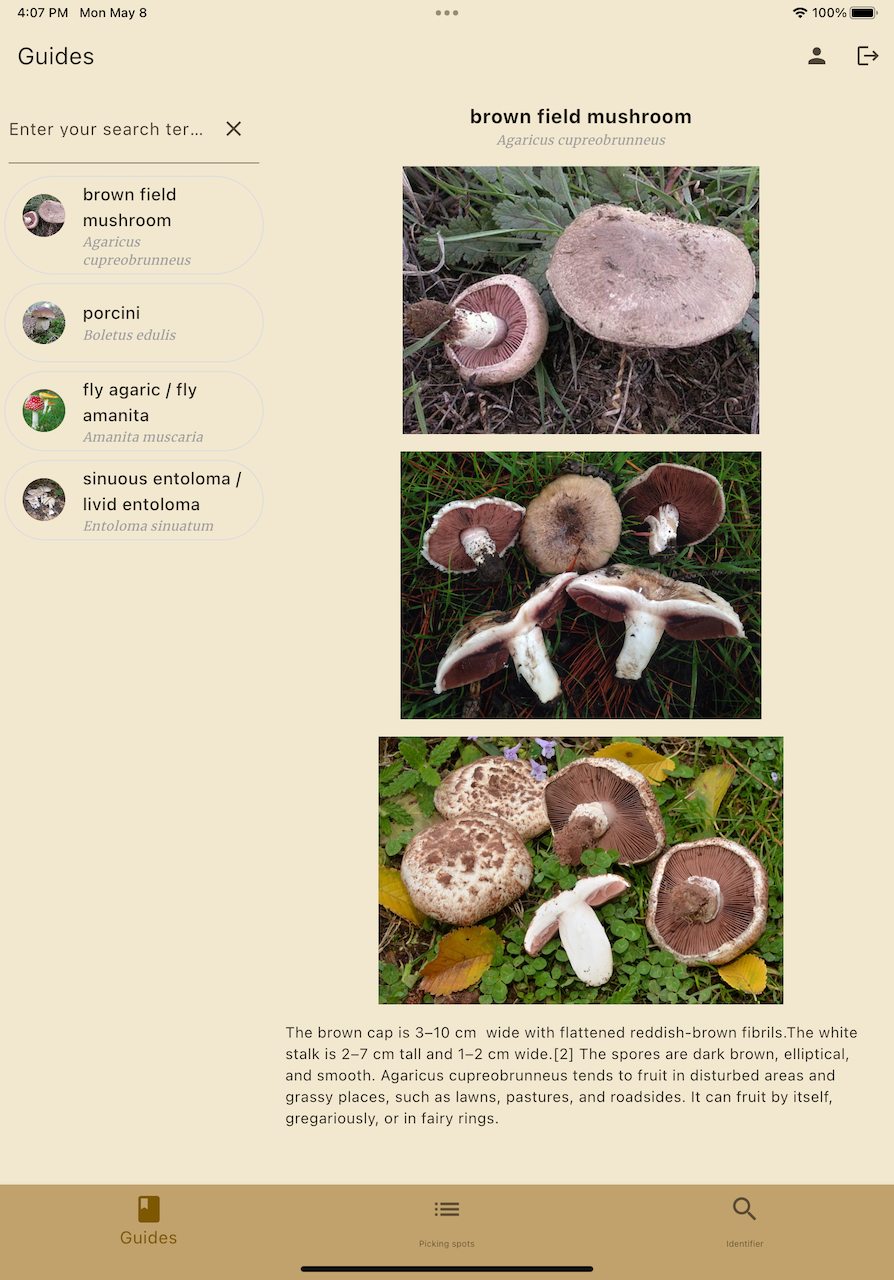 4:07 PM Mon May 8
100%
Guides
Enter your search ter...
brown field
mushroom
Agaricus
cupreobrunneus
porcini
Boletus edulis
fly agaric / fly
amanita
Amanita muscaria
sinuous entoloma /
livid entoloma
Entoloma sinuatum
brown field mushroom
Agaricus cupreobrunneus
The brown cap is 3–10 cm  wide with flattened reddish-brown fibrils.The white
stalk is 2–7 cm tall and 1–2 cm wide.[2] The spores are dark brown, elliptical,
and smooth. Agaricus cupreobrunneus tends to fruit in disturbed areas and
grassy places, such as lawns, pastures, and roadsides. It can fruit by itself,
gregariously, or in fairy rings.
Guides
Picking spots
Identifier